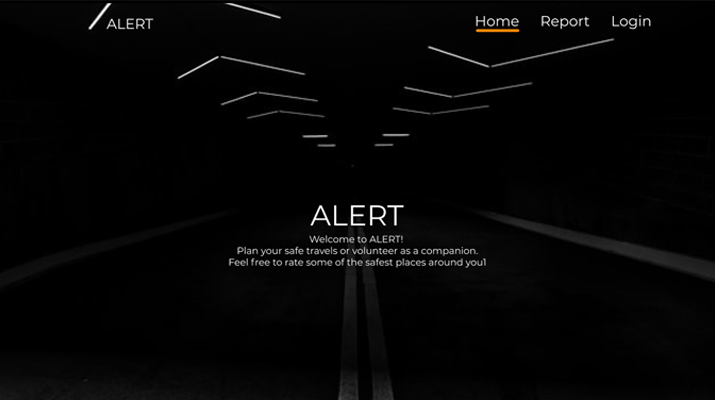 ALERT
Home Report Login
ALERT
Welcome to ALERT!
Plan your safe travels or volunteer as a companion.
Feel free to rate some of the safest places around you1